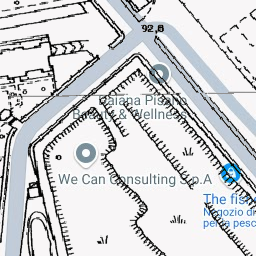 92,8
Daiana Pisano
Beauty & Wellness
We Can Consulting S.p.A
The fis
Negozio di
per la pesc